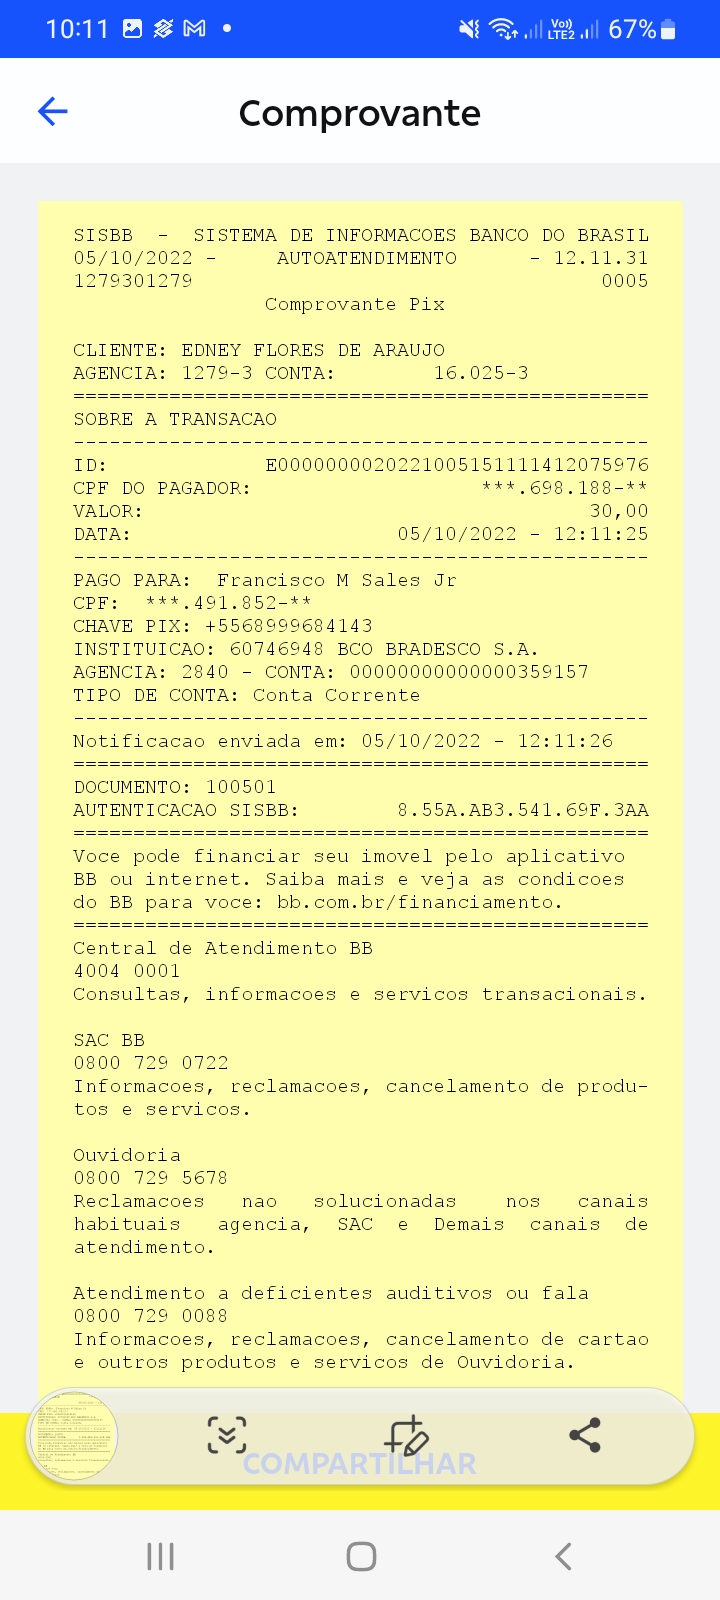 10:11
Vo)) LTE2 67%
Comprovante
SISBB - SISTEMA DE INFORMACOES BANCO DO BRASIL
05/10/2022 - AUTOATENDIMENTO - 12.11.31
1279301279 0005
Comprovante Pix
CLIENTE: EDNEY FLORES DE ARAUJO
AGENCIA: 1279-3 CONTA: 16.025-3
================================================
SOBRE A TRANSACAO
------------------------------------------------
ID: E0000000020221005151111412075976
CPF DO PAGADOR: ***.698.188-**
VALOR: 30,00
DATA: 05/10/2022 - 12:11:25
------------------------------------------------
PAGO PARA: Francisco M Sales Jr
CPF: ***.491.852-**
CHAVE PIX: +5568999684143
INSTITUICAO: 60746948 BCO BRADESCO S.A.
AGENCIA: 2840 - CONTA: 00000000000000359157
TIPO DE CONTA: Conta Corrente
------------------------------------------------
Notificacao enviada em: 05/10/2022 - 12:11:26
================================================
DOCUMENTO: 100501
AUTENTICACAO SISBB: 8.55A.AB3.541.69F.3AA
================================================
Voce pode financiar seu imovel pelo aplicativo
BB ou internet. Saiba mais e veja as condicoes
do BB para voce: bb.com.br/financiamento.
================================================
Central de Atendimento BB
4004 0001
Consultas, informacoes e servicos transacionais.
SAC BB
0800 729 0722
Informacoes, reclamacoes, cancelamento de produ-
tos e servicos.
Ouvidoria
0800 729 5678
Reclamacoes nao solucionadas nos canais
habituais agencia, SAC e Demais canais de
atendimento.
Atendimento a deficientes auditivos ou fala
0800 729 0088
Informacoes, reclamacoes, cancelamento de cartao
e outros produtos e servicos de Ouvidoria.
COMPARTILHAR